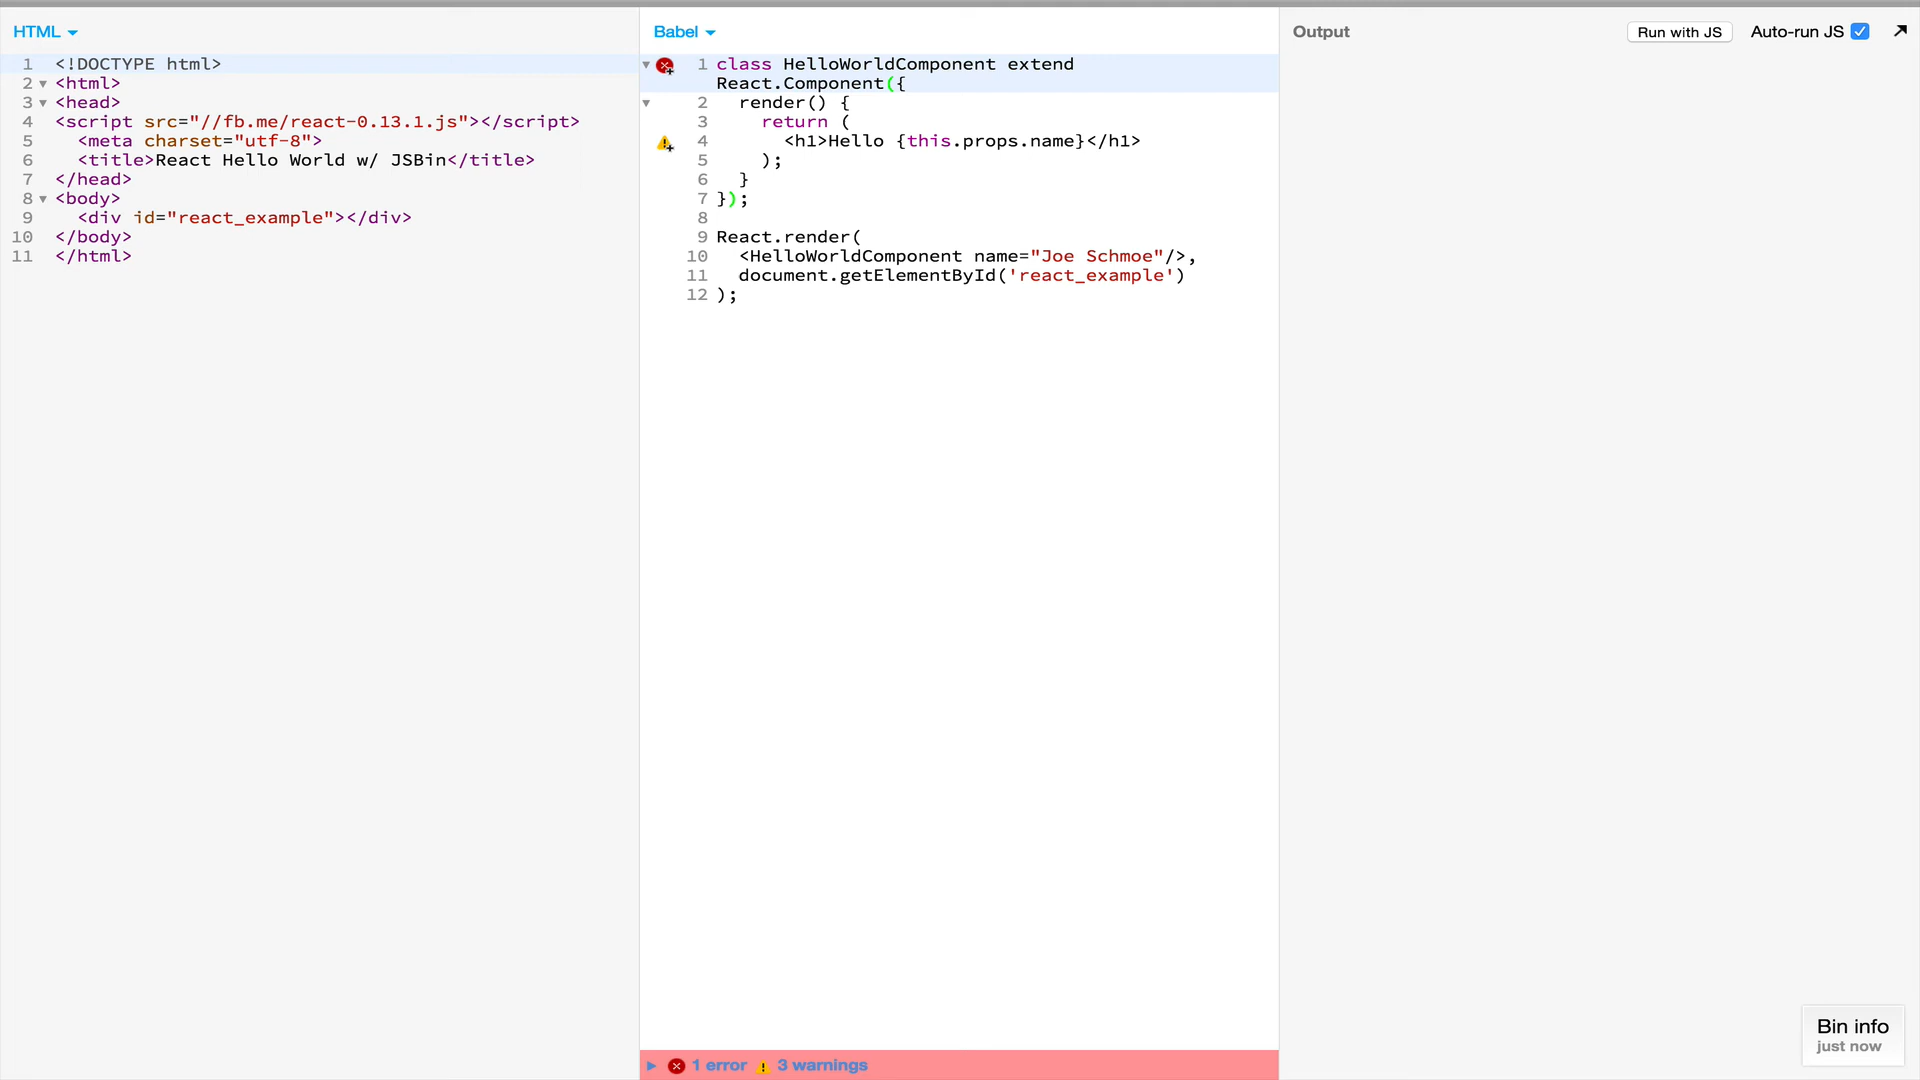 HTML
1 <!DOCTYPE html>
2 <html>
3 <head>
4 <script src="//fb.me/react-0.13.1.js"></script>
5   <meta charset="utf-8">
6   <title>React Hello World w/ JSBin</title>
7 </head>
8 <body>
9   <div id="react_example"></div>
10 </body>
11 </html>
Babel
1 class HelloWorldComponent extend
React.Component({
2   render() {
3     return (
4       <h1>Hello {this.props.name}</h1>
5     );
6   }
7 });
8
9 React.render(
10   <HelloWorldComponent name="Joe Schmoe"/>,
11   document.getElementById('react_example')
12 );
1 error 3 warnings
Output
Run with JS
Auto-run JS
Bin info
just now